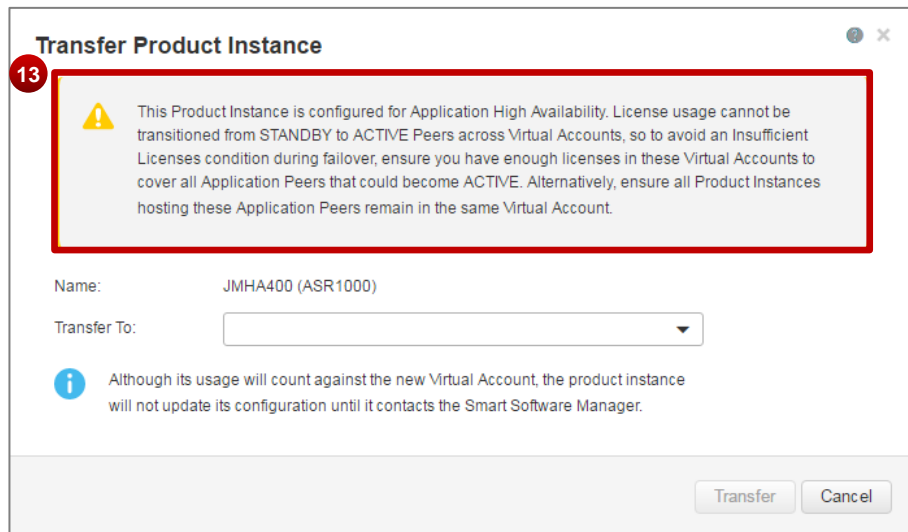 Transfer Product Instance
13
This Product Instance is configured for Application High Availability. License usage cannot be
transitioned from STANDBY to ACTIVE Peers across Virtual Accounts, so to avoid an Insufficient
Licenses condition during failover, ensure you have enough licenses in these Virtual Accounts to
cover all Application Peers that could become ACTIVE. Alternatively, ensure all Product Instances
hosting these Application Peers remain in the same Virtual Account.
Name: JMHA400 (ASR1000)
Transfer To:
Although its usage will count against the new Virtual Account, the product instance
will not update its configuration until it contacts the Smart Software Manager.
Transfer Cancel